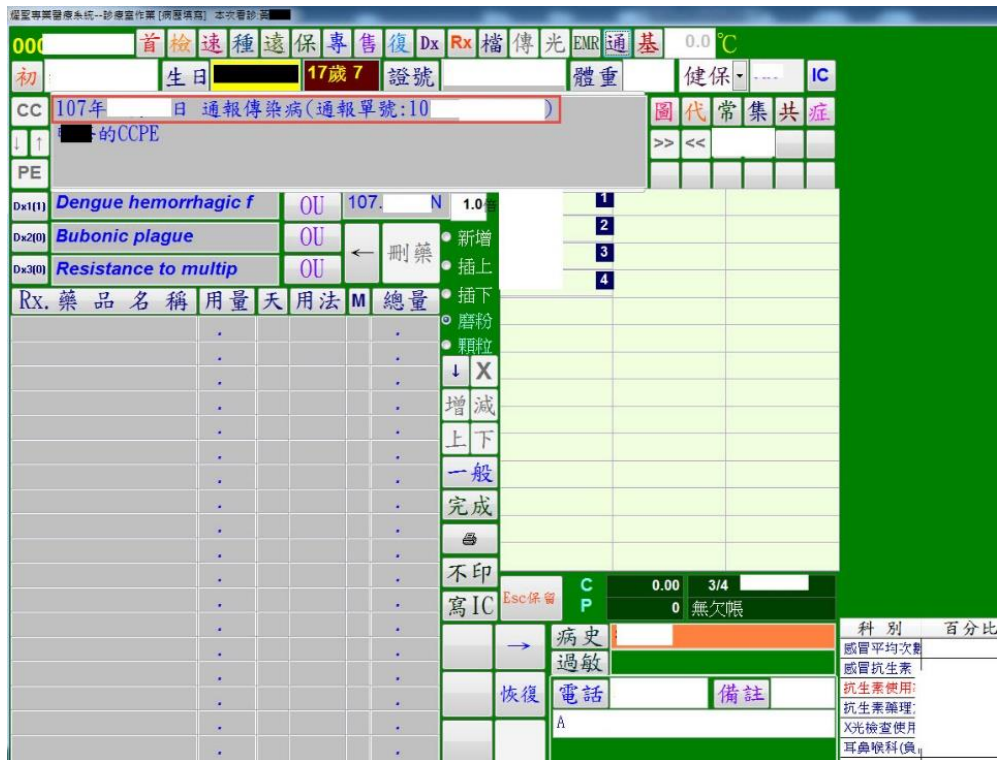 耀聖專業醫療系統--診療室作業 [病歷填寫] 本次看診:黃
000 首 檢 速 種 遠 保 專 售 復 Dx Rx 檔 傳 光 EMR 通 基 0.0 ℃
初 生日 17歲 7 證號 體重 健保 IC
CC 107年 日 通報傳染病(通報單號:10 ) 圖 代 常 集 共 症
↓ ↑ 的CCPE >> <<
PE
Dx1(1) Dengue hemorrhagic f OU 107. N 1.0倍 1
Dx2(0) Bubonic plague OU ← 刪藥 新增 2
Dx3(0) Resistance to multip OU 插上 3
4
Rx. 藥品名稱 用量 天 用法 M 總量 插下
磨粉
顆粒
↓ X
增 減
上 下
一般
完成
不印
寫IC Esc保留 C 0.00 3/4
P 0 無欠帳
→ 病史
過敏
恢復 電話 備註
A
科別 百分比
感冒平均次數
感冒抗生素
抗生素使用
抗生素藥理
X光檢查使用
耳鼻喉科(負